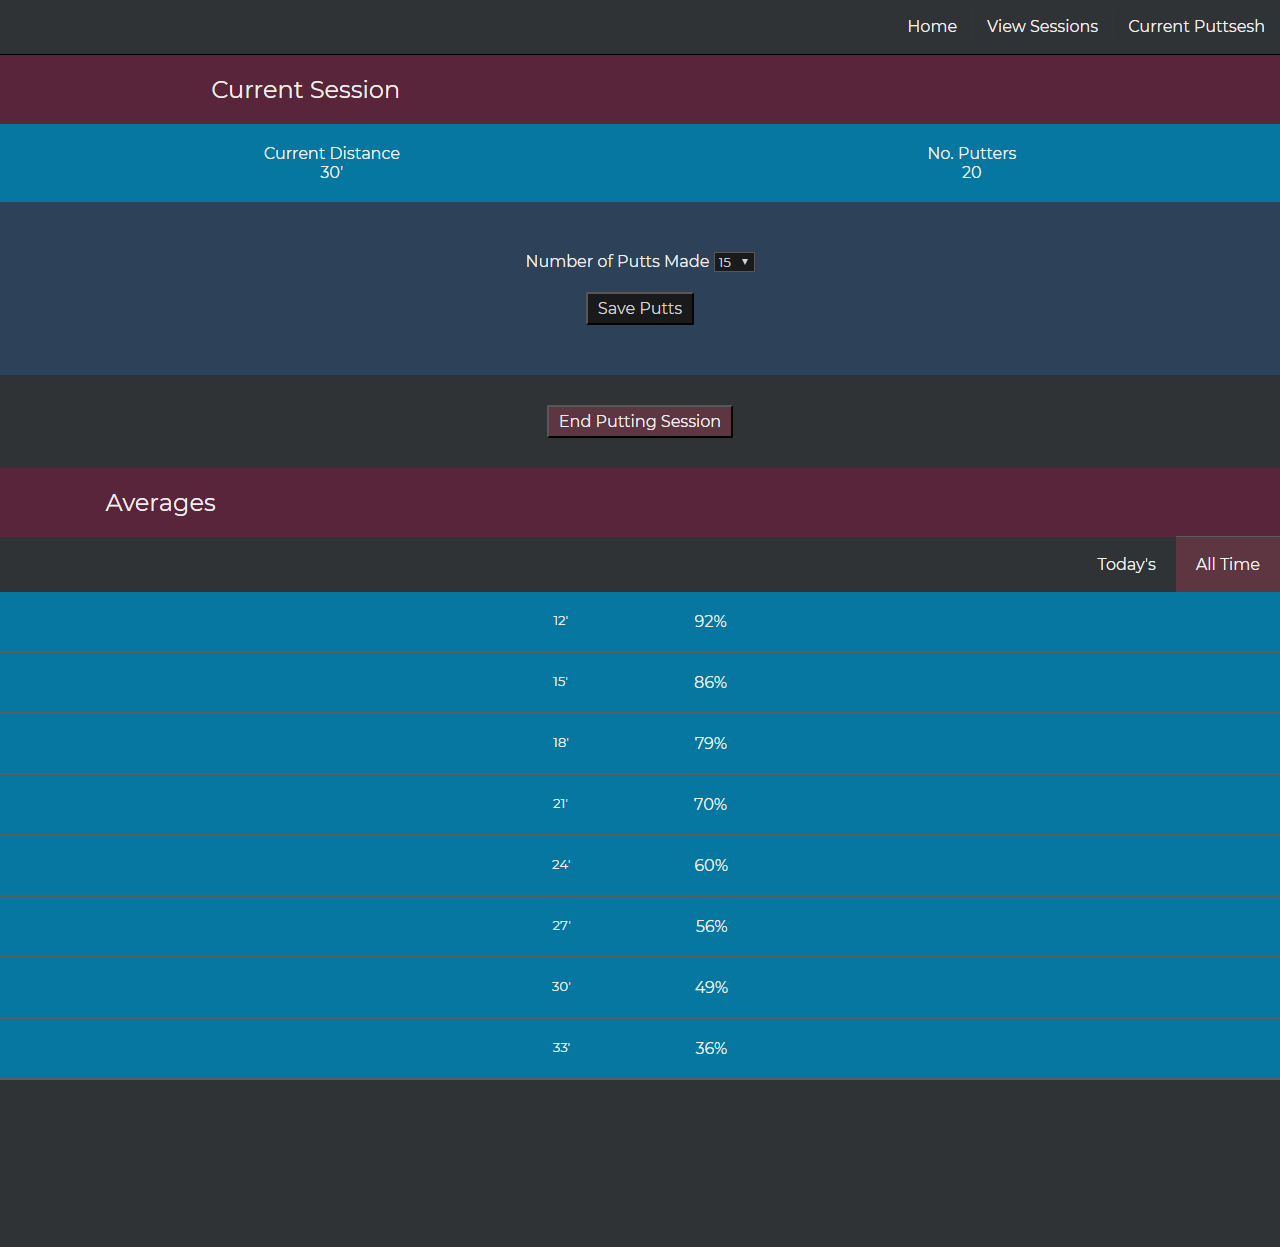 Home View Sessions Current Puttsesh
Current Session
Current Distance No. Putters
30' 20
Number of Putts Made 15
Save Putts
End Putting Session
Averages
Today's All Time
12' 92%
15' 86%
18' 79%
21' 70%
24' 60%
27' 56%
30' 49%
33' 36%